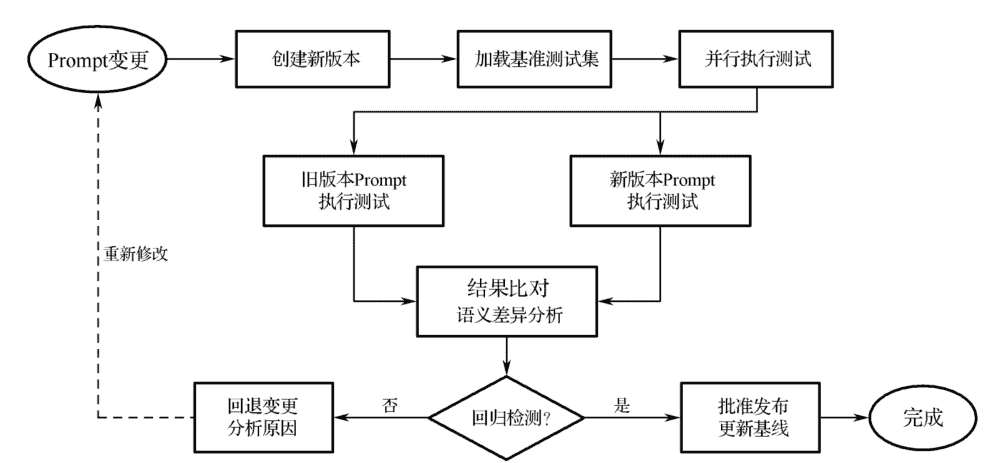 Prompt变更
创建新版本
加载基准测试集
并行执行测试
旧版本Prompt
执行测试
新版本Prompt
执行测试
重新修改
结果比对
语义差异分析
回退变更
分析原因
否
回归检测?
是
批准发布
更新基线
完成